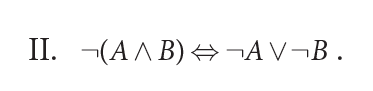 II. ¬(A ∧ B) ⇔ ¬A ∨ ¬B .